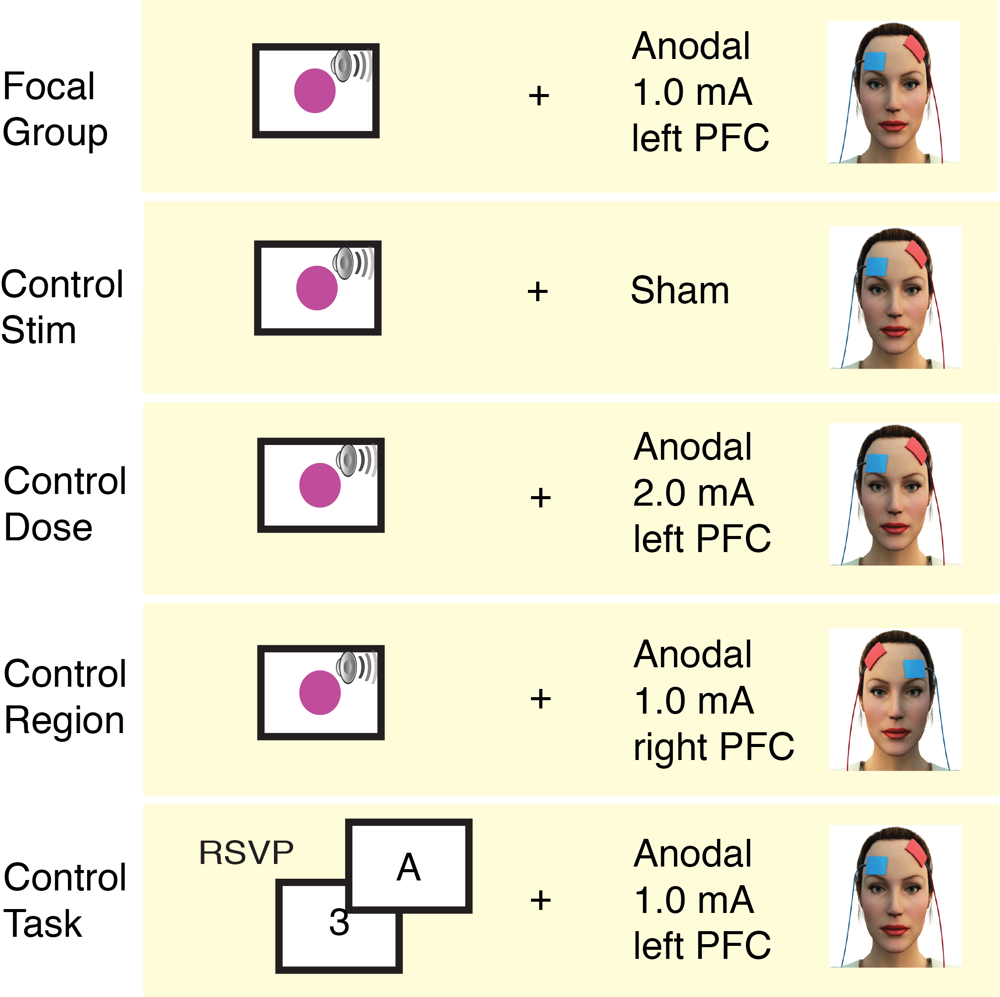 Focal
Group
+
Anodal
1.0 mA
left PFC
Control
Stim
+
Sham
Control
Dose
+
Anodal
2.0 mA
left PFC
Control
Region
+
Anodal
1.0 mA
right PFC
Control
Task
RSVP
A
3
+
Anodal
1.0 mA
left PFC